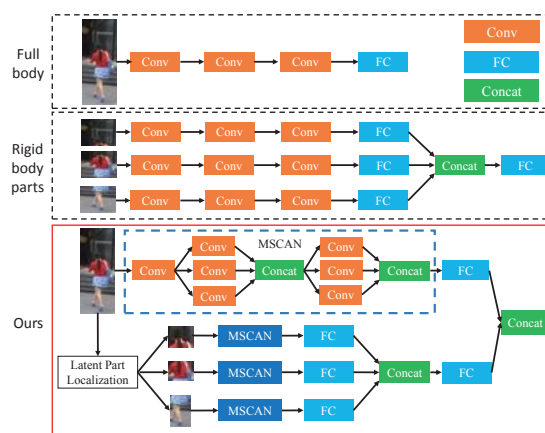 Full
body
Conv
Conv
Conv
FC
Conv
FC
Concat
Rigid
body
parts
Conv
Conv
Conv
FC
Conv
Conv
Conv
FC
Concat
FC
Conv
Conv
Conv
FC
Ours
MSCAN
Conv
Conv
Conv
Conv
Concat
Conv
Conv
Conv
Concat
FC
Latent Part
Localization
MSCAN
FC
MSCAN
FC
MSCAN
FC
Concat
FC
Concat